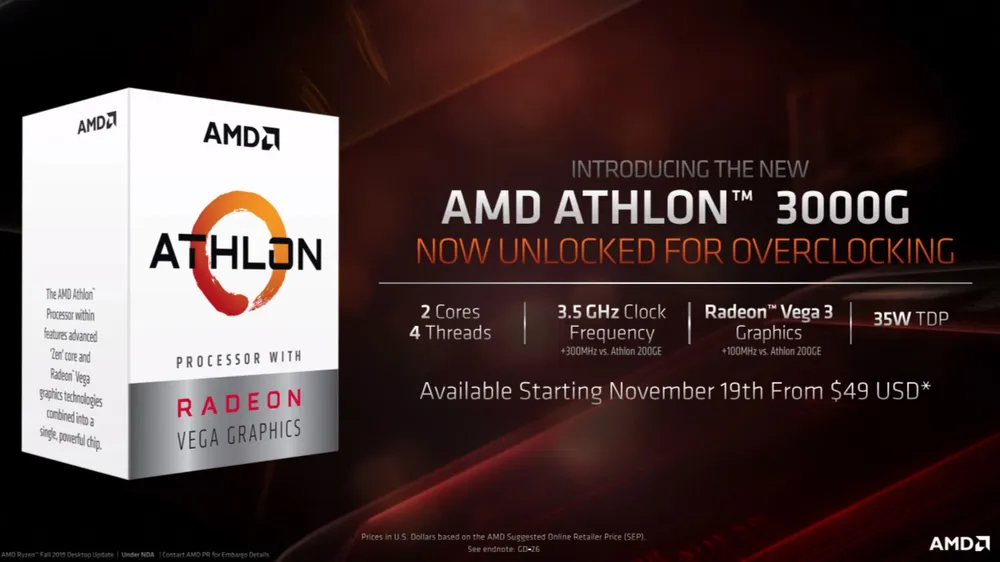 AMD
The AMD Athlon™
Processor within
features advanced
'Zen' core and
Radeon™ Vega
graphics technologies
combined into a
single, powerful chip.
AMD
ATHLON
PROCESSOR WITH
RADEON
VEGA GRAPHICS
INTRODUCING THE NEW
AMD ATHLON™ 3000G
NOW UNLOCKED FOR OVERCLOCKING
2 Cores
4 Threads
3.5 GHz Clock
Frequency
+300MHz vs. Athlon 200GE
Radeon™ Vega 3
Graphics
+100MHz vs. Athlon 200GE
35W TDP
Available Starting November 19th From $49 USD*
Prices in U.S. Dollars based on the AMD Suggested Online Retailer Price (SEP).
See endnote: GD-26
AMD Ryzen™ Fall 2019 Desktop Update | Under NDA | Contact AMD PR for Embargo Details
AMD